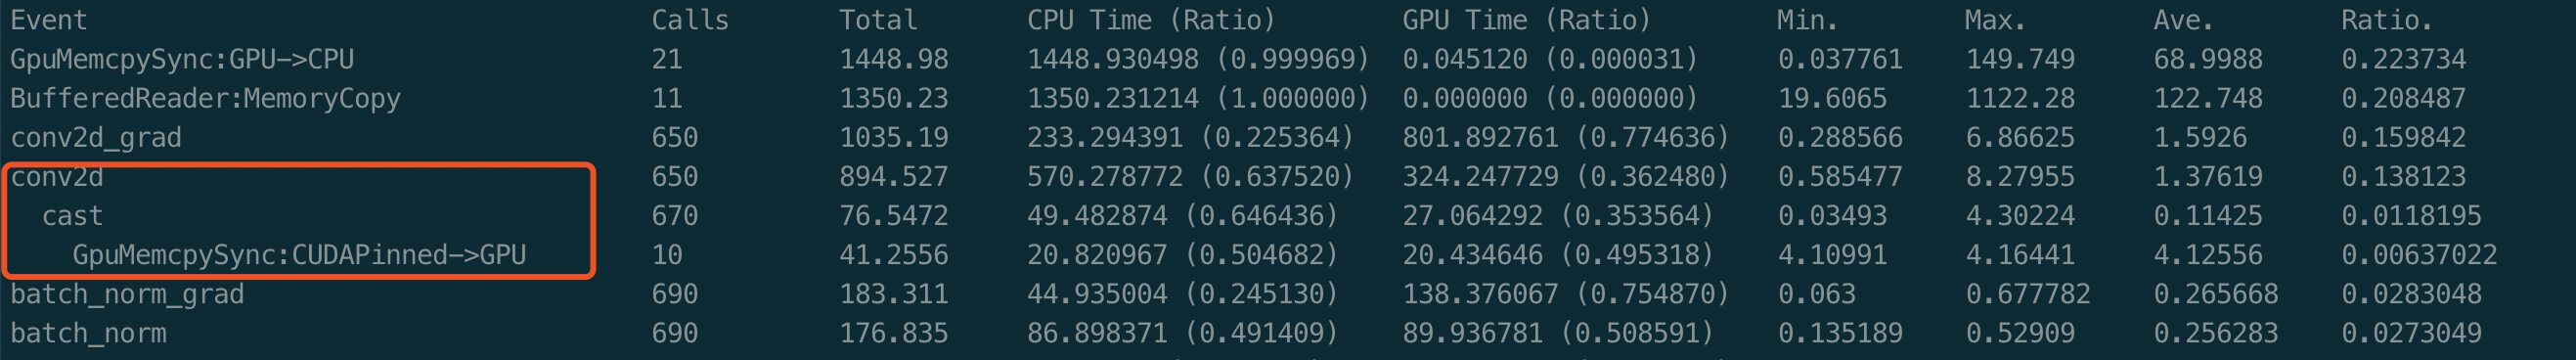 Event Calls Total CPU Time (Ratio) GPU Time (Ratio) Min. Max. Ave. Ratio.
GpuMemcpySync:GPU->CPU 21 1448.98 1448.930498 (0.999969) 0.045120 (0.000031) 0.037761 149.749 68.9988 0.223734
BufferedReader:MemoryCopy 11 1350.23 1350.231214 (1.000000) 0.000000 (0.000000) 19.6065 1122.28 122.748 0.208487
conv2d_grad 650 1035.19 233.294391 (0.225364) 801.892761 (0.774636) 0.288566 6.86625 1.5926 0.159842
conv2d 650 894.527 570.278772 (0.637520) 324.247729 (0.362480) 0.585477 8.27955 1.37619 0.138123
cast 670 76.5472 49.482874 (0.646436) 27.064292 (0.353564) 0.03493 4.30224 0.11425 0.0118195
GpuMemcpySync:CUDAPinned->GPU 10 41.2556 20.820967 (0.504682) 20.434646 (0.495318) 4.10991 4.16441 4.12556 0.00637022
batch_norm_grad 690 183.311 44.935004 (0.245130) 138.376067 (0.754870) 0.063 0.677782 0.265668 0.0283048
batch_norm 690 176.835 86.898371 (0.491409) 89.936781 (0.508591) 0.135189 0.52909 0.256283 0.0273049